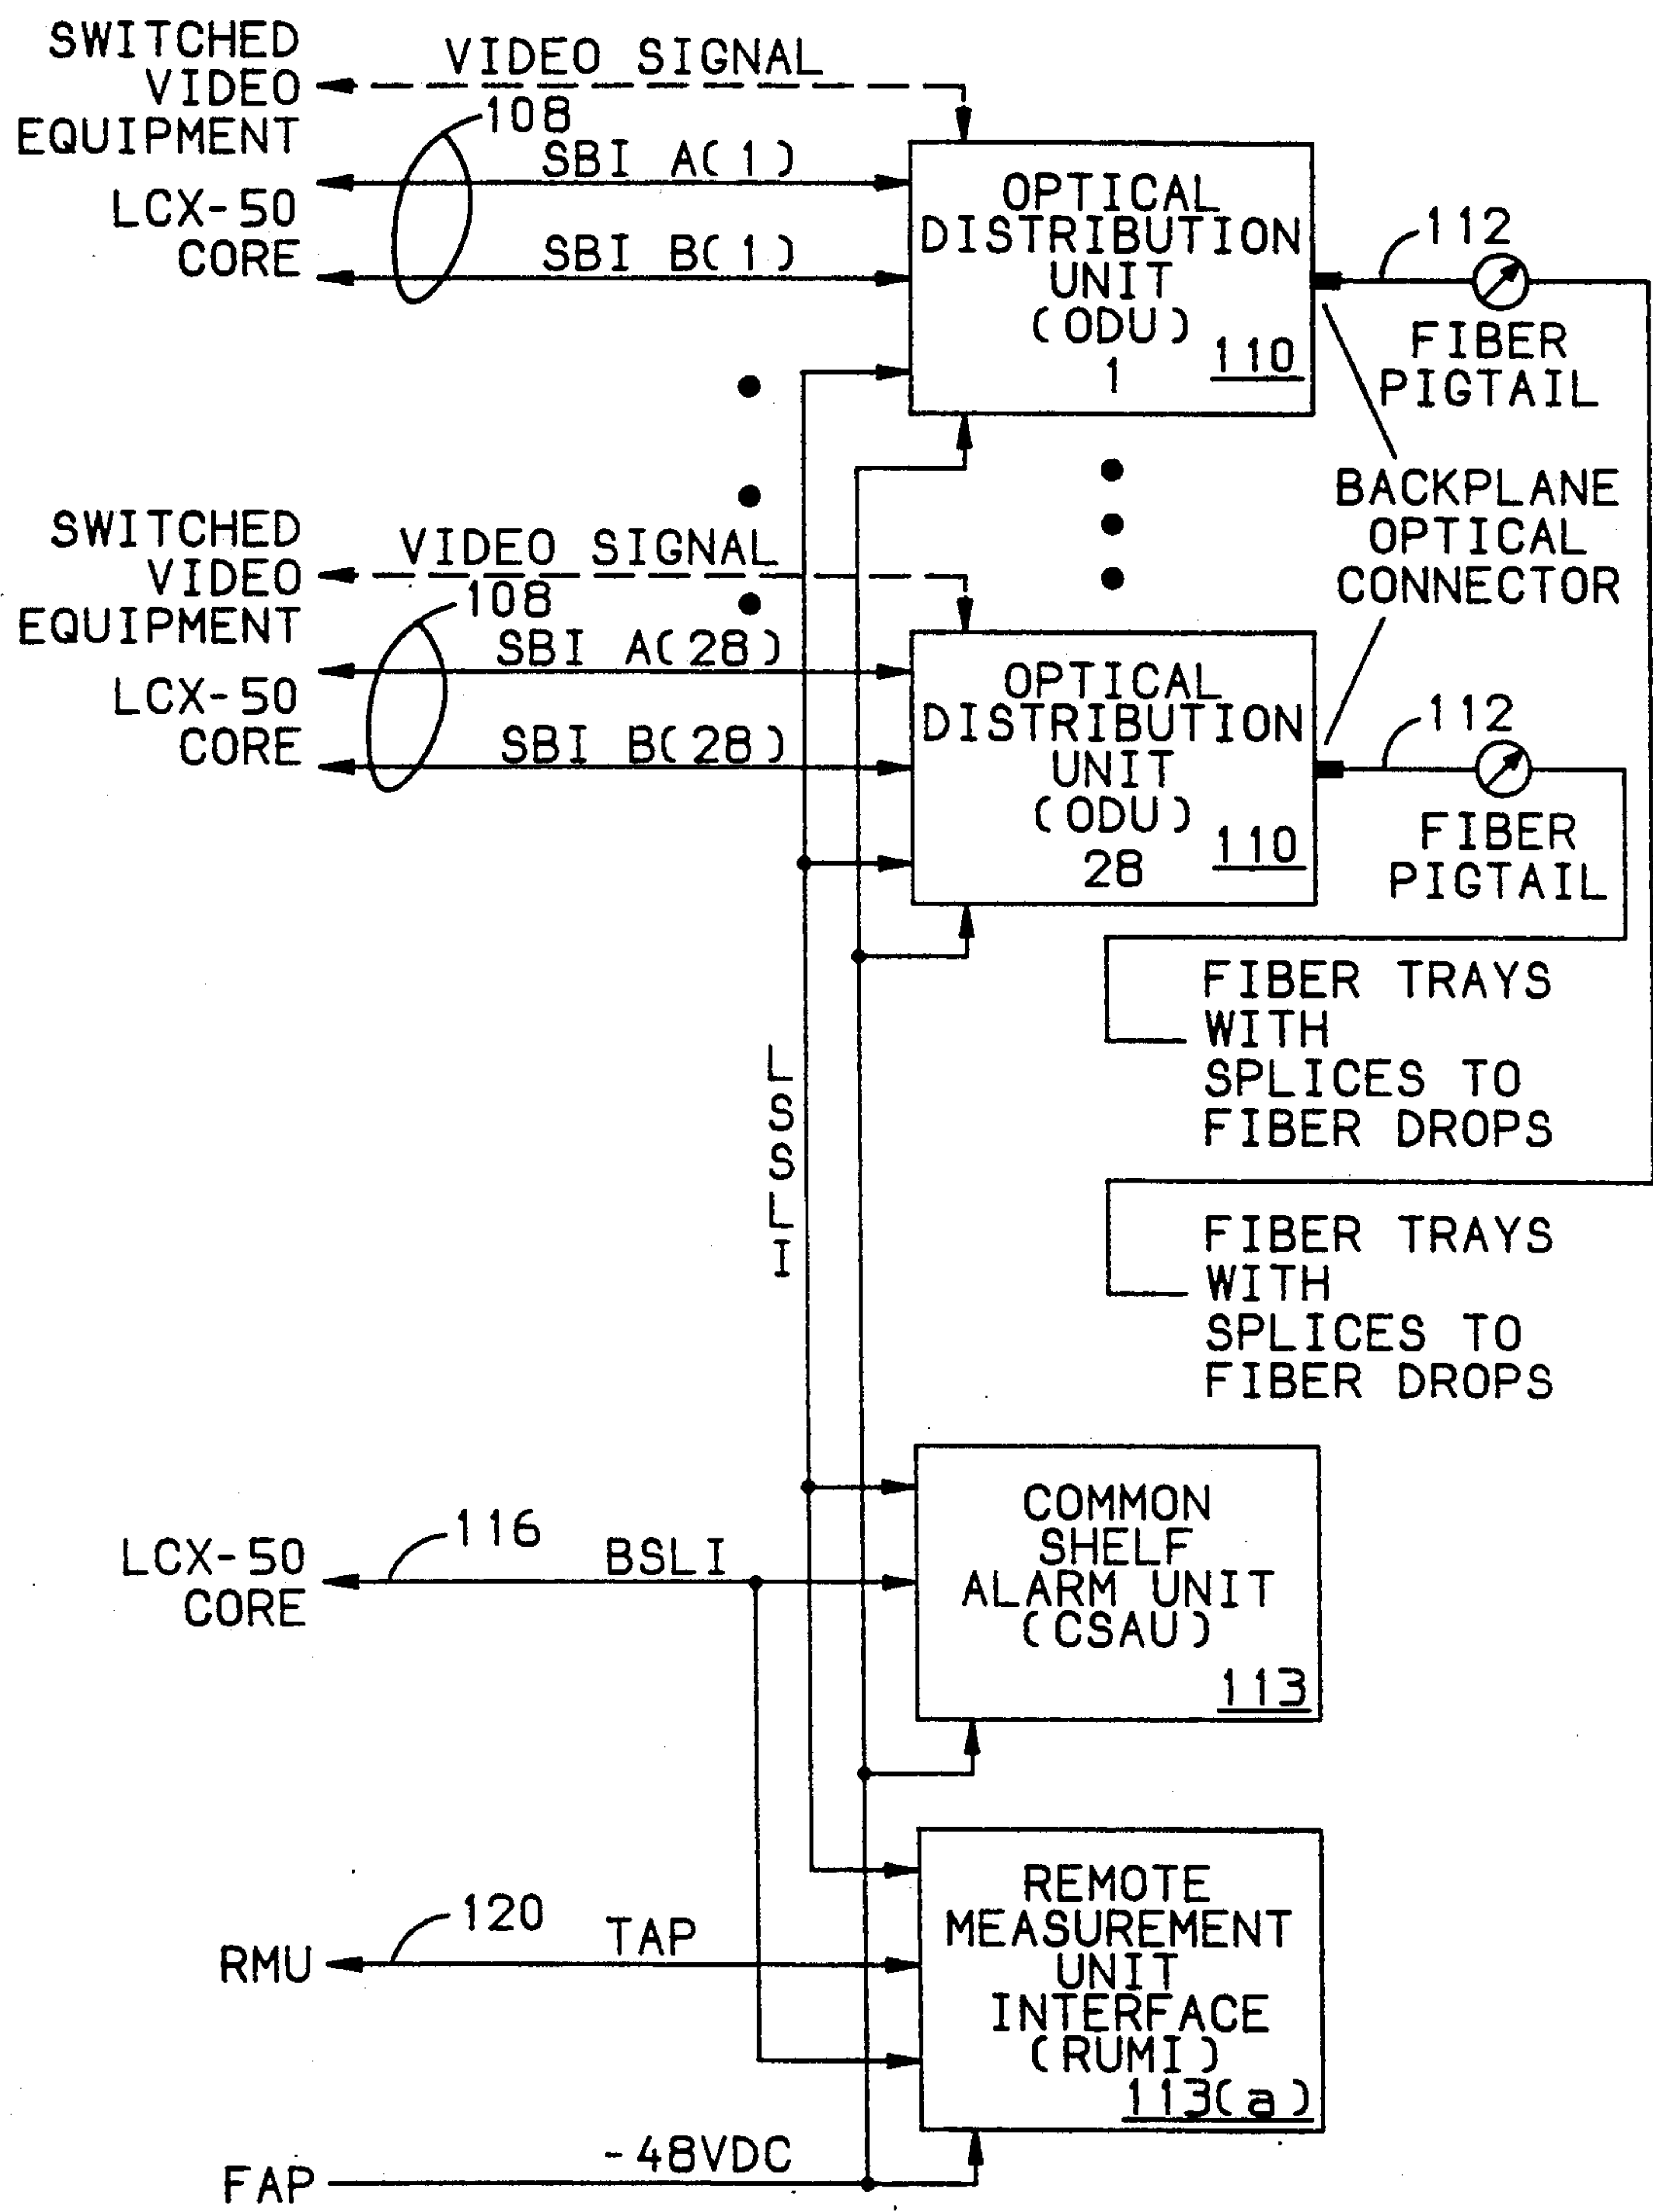 SWITCHED
VIDEO
EQUIPMENT
VIDEO SIGNAL
108
SBI A(1)
LCX-50
CORE
SBI B(1)
OPTICAL
DISTRIBUTION
UNIT
(ODU)
1
110
112
FIBER
PIGTAIL
BACKPLANE
OPTICAL
CONNECTOR
SWITCHED
VIDEO
EQUIPMENT
VIDEO SIGNAL
108
SBI A(28)
LCX-50
CORE
SBI B(28)
OPTICAL
DISTRIBUTION
UNIT
(ODU)
28
110
112
FIBER
PIGTAIL
FIBER TRAYS
WITH
SPLICES TO
FIBER DROPS
LSSLI
FIBER TRAYS
WITH
SPLICES TO
FIBER DROPS
LCX-50
CORE
116
BSLI
COMMON
SHELF
ALARM UNIT
(CSAU)
113
RMU
120
TAP
REMOTE
MEASUREMENT
UNIT
INTERFACE
(RUMI)
113(a)
FAP
-48VDC